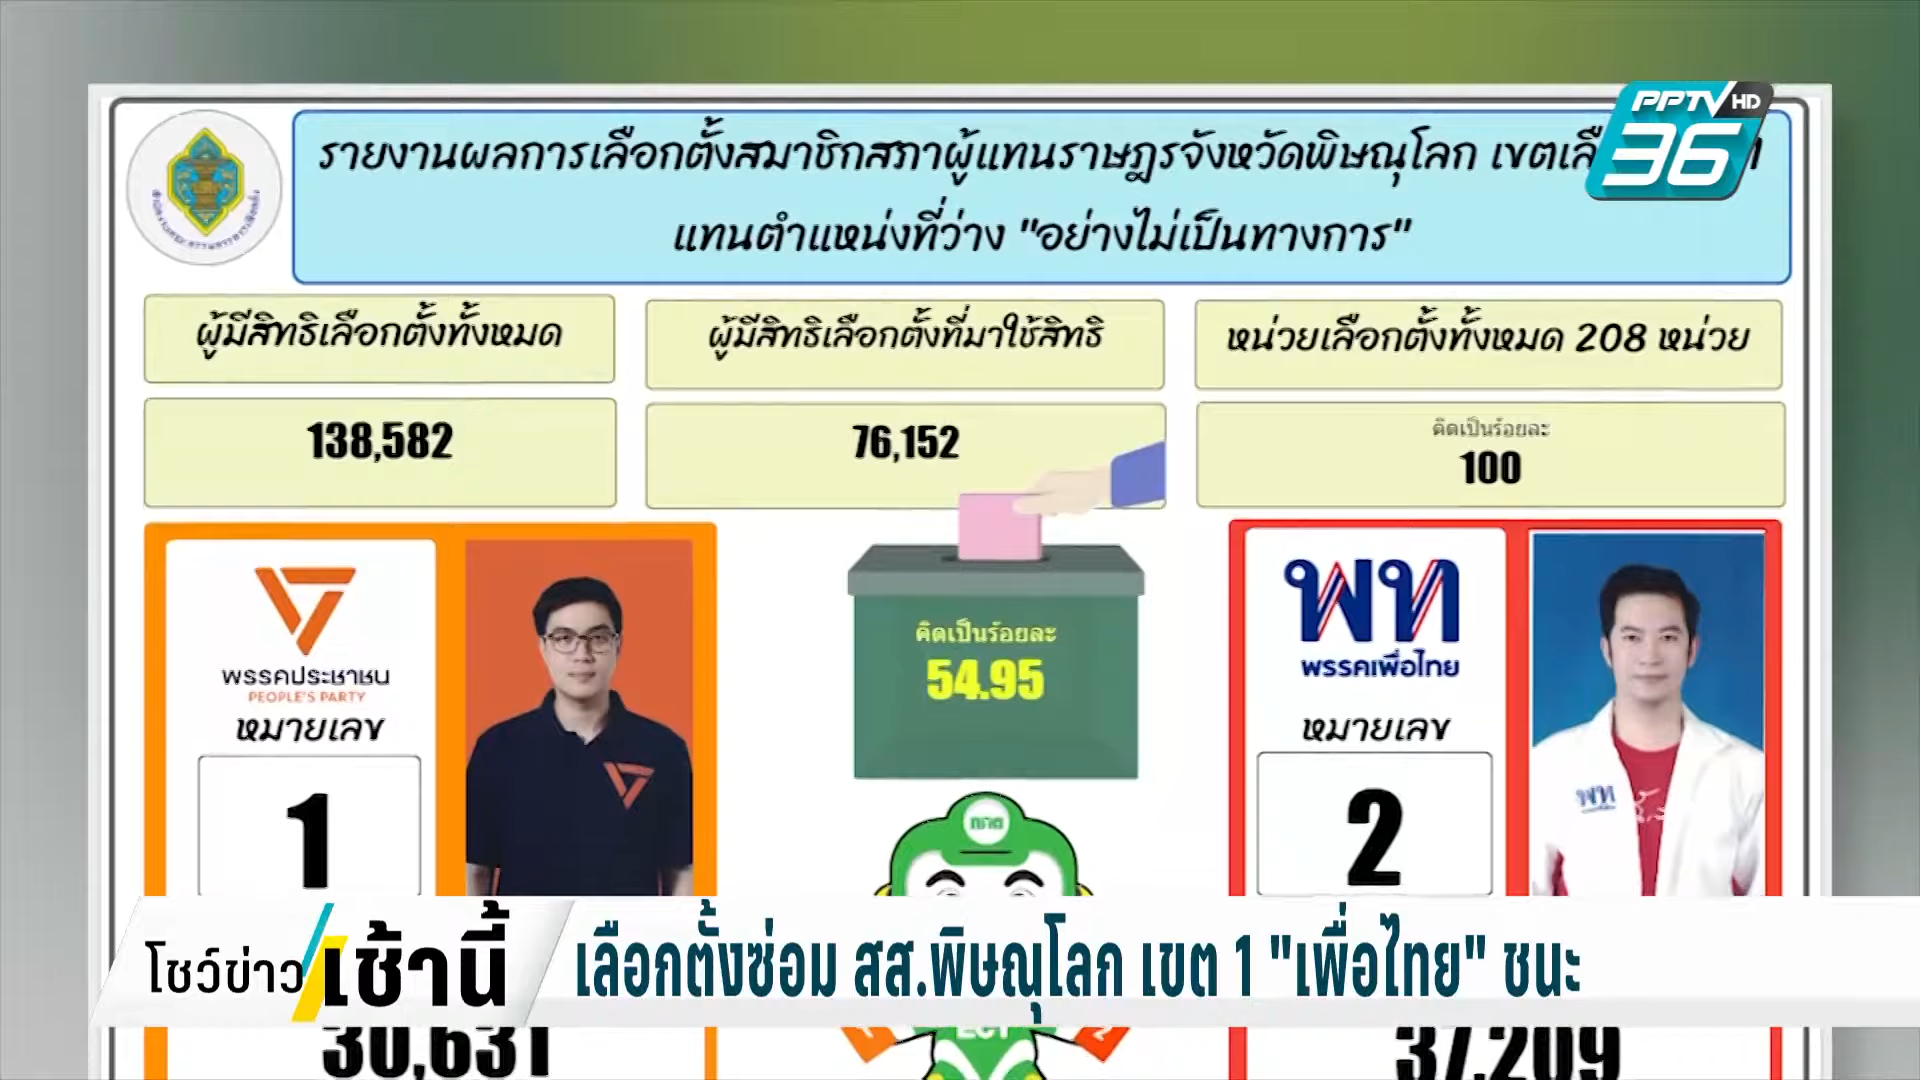 PPTV HD
36
รายงานผลการเลือกตั้งสมาชิกสภาผู้แทนราษฎรจังหวัดพิษณุโลก
แทนตำแหน่งที่ว่าง "อย่างไม่เป็นทางการ"
ผู้มีสิทธิเลือกตั้งทั้งหมด
ผู้มีสิทธิเลือกตั้งที่มาใช้สิทธิ
หน่วยเลือกตั้งทั้งหมด 208 หน่วย
138,582
76,152
คิดเป็นร้อยละ
100
พรรคประชาชน
PEOPLE'S PARTY
หมายเลข
1
คิดเป็นร้อยละ
54.95
กกต
พท
พรรคเพื่อไทย
หมายเลข
2
พท
โชว์ข่าว เช้านี้
เลือกตั้งซ่อม สส.พิษณุโลก เขต 1 "เพื่อไทย" ชนะ
30,631
ECT
37,209